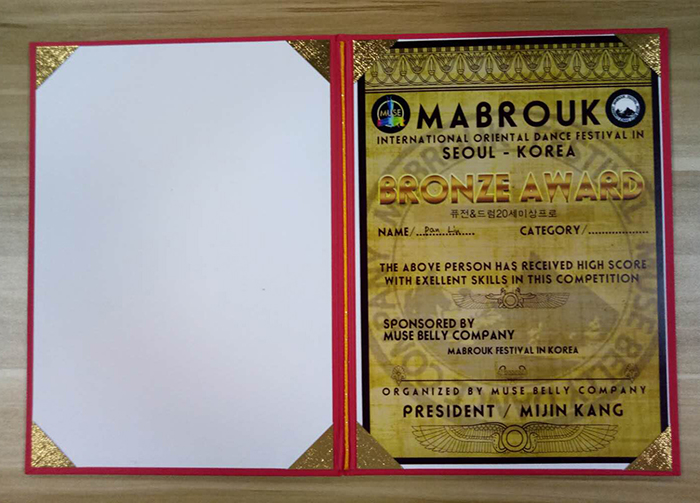 MUSE
MABROUK
INTERNATIONAL ORIENTAL DANCE FESTIVAL IN
SEOUL - KOREA
BRONZE AWARD
퓨전&드럼20세이상프로
NAME/.............. CATEGORY/..................
THE ABOVE PERSON HAS RECEIVED HIGH SCORE
WITH EXELLENT SKILLS IN THIS COMPETITION
SPONSORED BY
MUSE BELLY COMPANY
MABROUK FESTIVAL IN KOREA
ORGANIZED BY MUSE BELLY COMPANY
PRESIDENT / MIJIN KANG